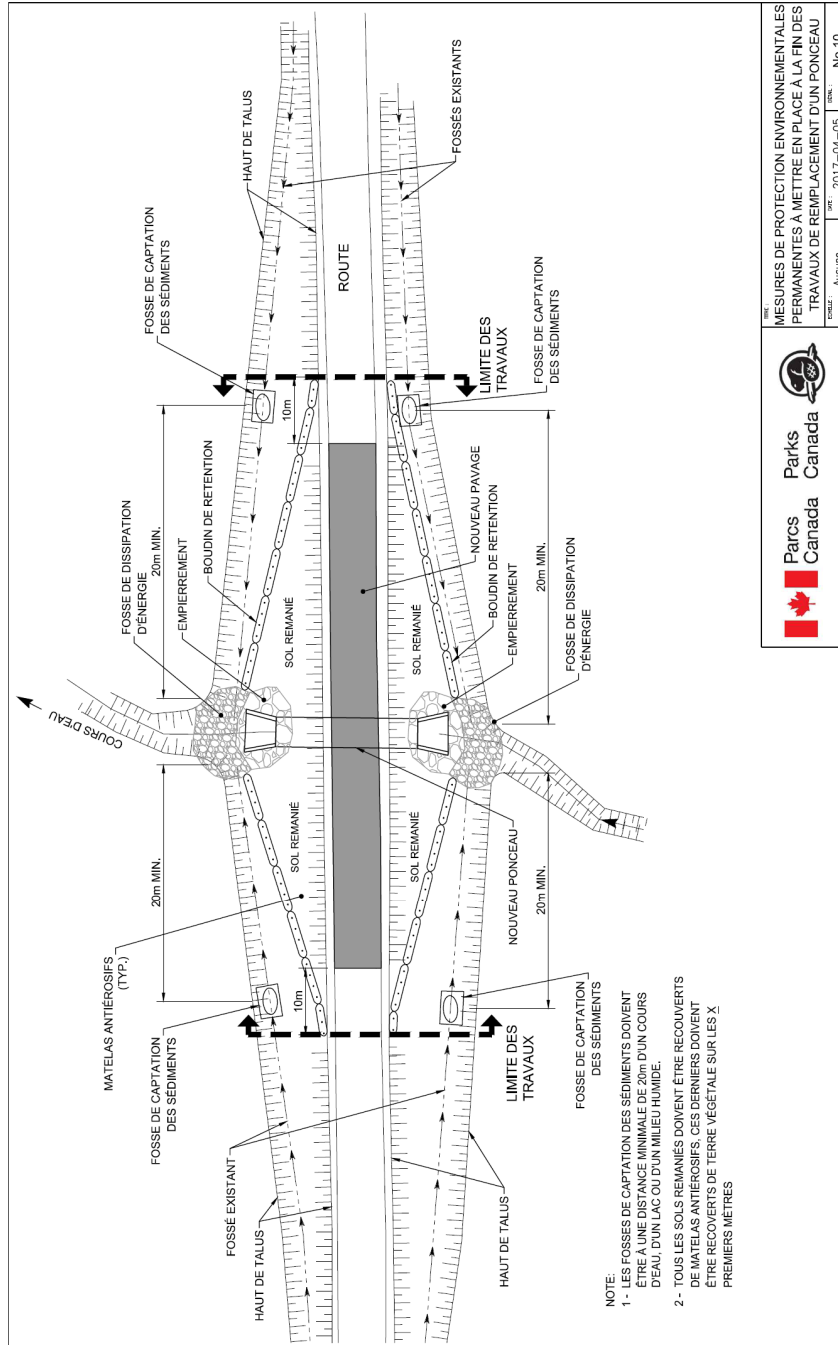 COURS D'EAU
MATELAS ANTIÉROSIFS
(TYP.)
FOSSE DE CAPTATION
DES SÉDIMENTS
20m MIN.
FOSSE DE DISSIPATION
D'ÉNERGIE
20m MIN.
EMPIERREMENT
BOUDIN DE RETENTION
FOSSE DE CAPTATION
DES SÉDIMENTS
HAUT DE TALUS
FOSSÉ EXISTANT
HAUT DE TALUS
10m
SOL REMANIÉ
SOL REMANIÉ
10m
ROUTE
FOSSÉS EXISTANTS
SOL REMANIÉ
SOL REMANIÉ
NOUVEAU PAVAGE
BOUDIN DE RETENTION
EMPIERREMENT
LIMITE DES
TRAVAUX
LIMITE DES
TRAVAUX
NOUVEAU PONCEAU
HAUT DE TALUS
20m MIN.
20m MIN.
FOSSE DE CAPTATION
DES SÉDIMENTS
FOSSE DE DISSIPATION
D'ÉNERGIE
FOSSE DE CAPTATION
DES SÉDIMENTS
NOTE:
1 - LES FOSSES DE CAPTATION DES SÉDIMENTS DOIVENT
ÊTRE À UNE DISTANCE MINIMALE DE 20m D'UN COURS
D'EAU, D'UN LAC OU D'UN MILIEU HUMIDE.
2 - TOUS LES SOLS REMANIÉS DOIVENT ÊTRE RECOUVERTS
DE MATELAS ANTIÉROSIFS, CES DERNIERS DOIVENT
ÊTRE RECOVERTS DE TERRE VÉGÉTALE SUR LES X
PREMIERS MÈTRES
Parcs Parks
Canada Canada
TITRE :
MESURES DE PROTECTION ENVIRONNEMENTALES
PERMANENTES À METTRE EN PLACE À LA FIN DES
TRAVAUX DE REMPLACEMENT D'UN PONCEAU
ECHELLE : Aucune DATE : 2017-04-05 No 10